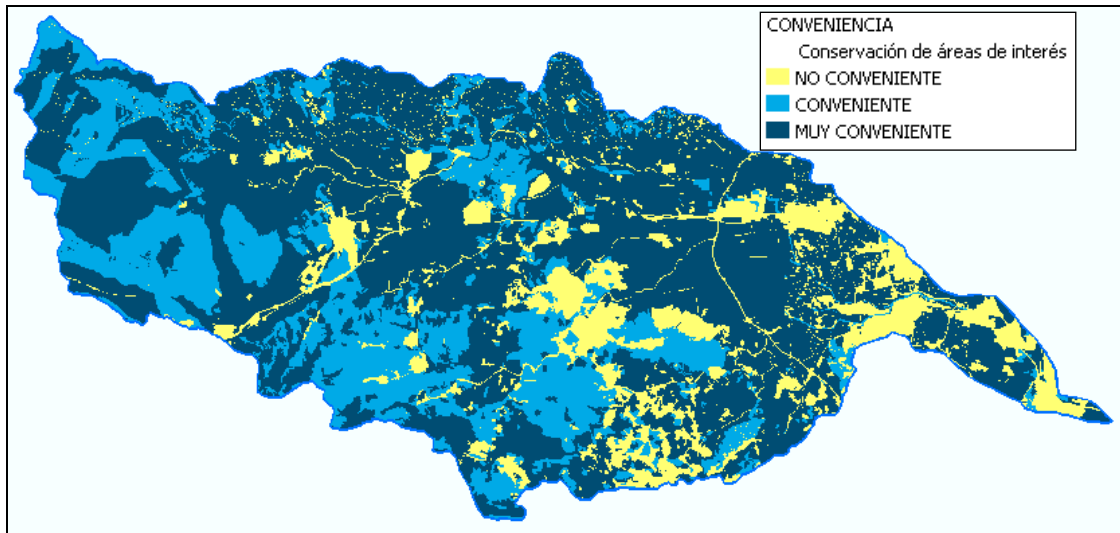 CONVENIENCIA
Conservación de áreas de interés
NO CONVENIENTE
CONVENIENTE
MUY CONVENIENTE